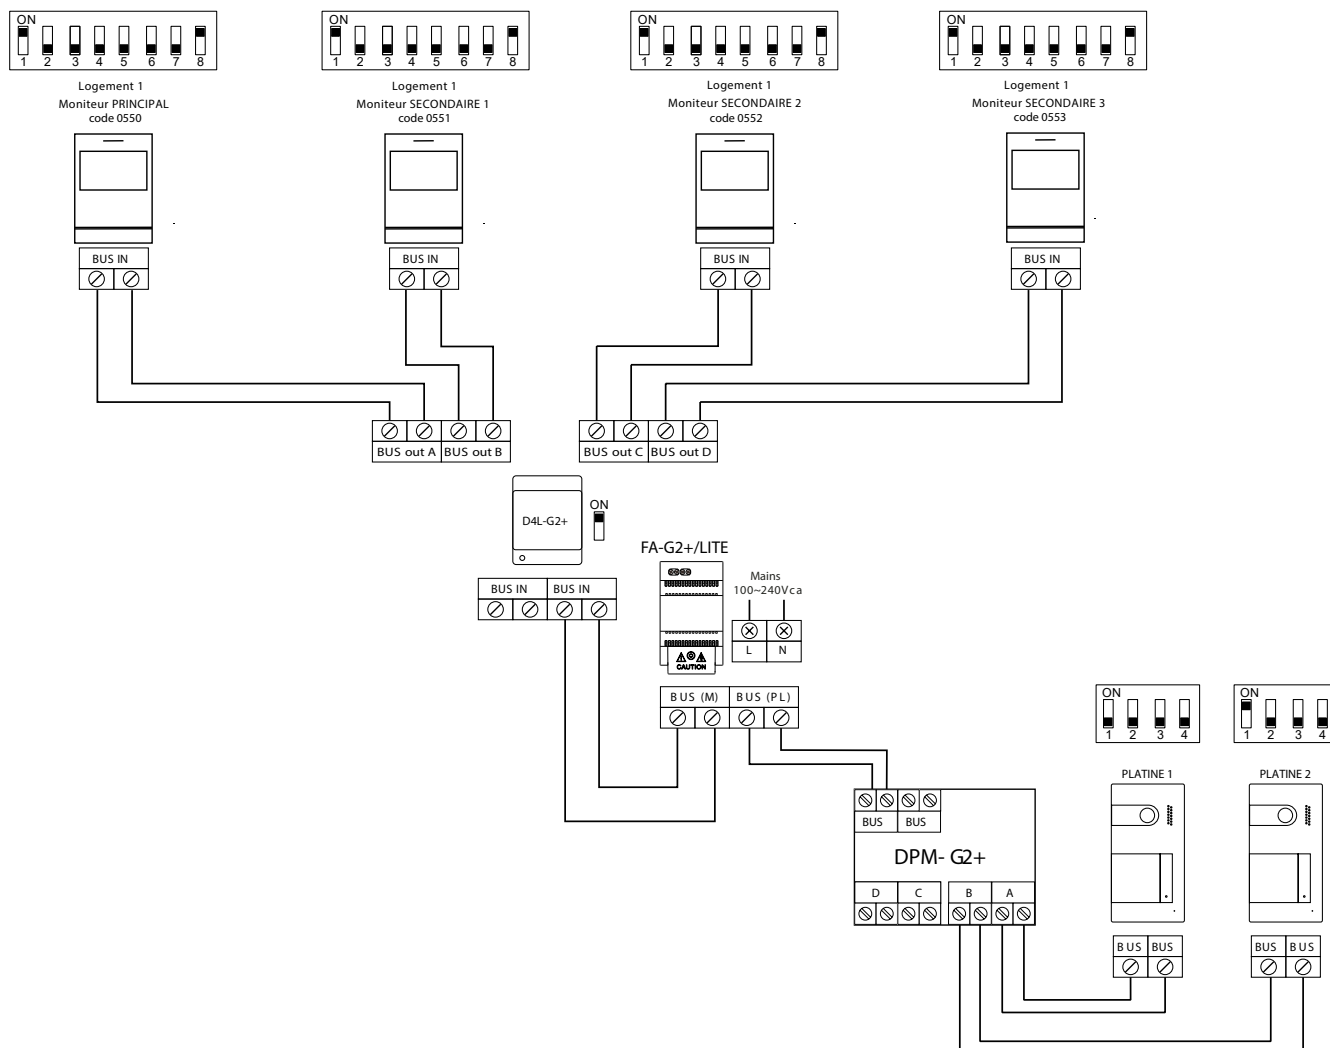 ON ON ON ON
1 2 3 4 5 6 7 8 1 2 3 4 5 6 7 8 1 2 3 4 5 6 7 8 1 2 3 4 5 6 7 8
Logement 1
Moniteur PRINCIPAL
code 0550
Logement 1
Moniteur SECONDAIRE 1
code 0551
Logement 1
Moniteur SECONDAIRE 2
code 0552
Logement 1
Moniteur SECONDAIRE 3
code 0553
BUS IN BUS IN BUS IN BUS IN
BUS out A BUS out B BUS out C BUS out D
D4L-G2+
ON
FA-G2+/LITE
Mains
100~240Vca
BUS IN BUS IN
L N
CAUTION
BUS (M) BUS (PL)
ON ON
1 2 3 4 1 2 3 4
PLATINE 1 PLATINE 2
BUS BUS
DPM- G2+
D C B A
BUS BUS BUS BUS